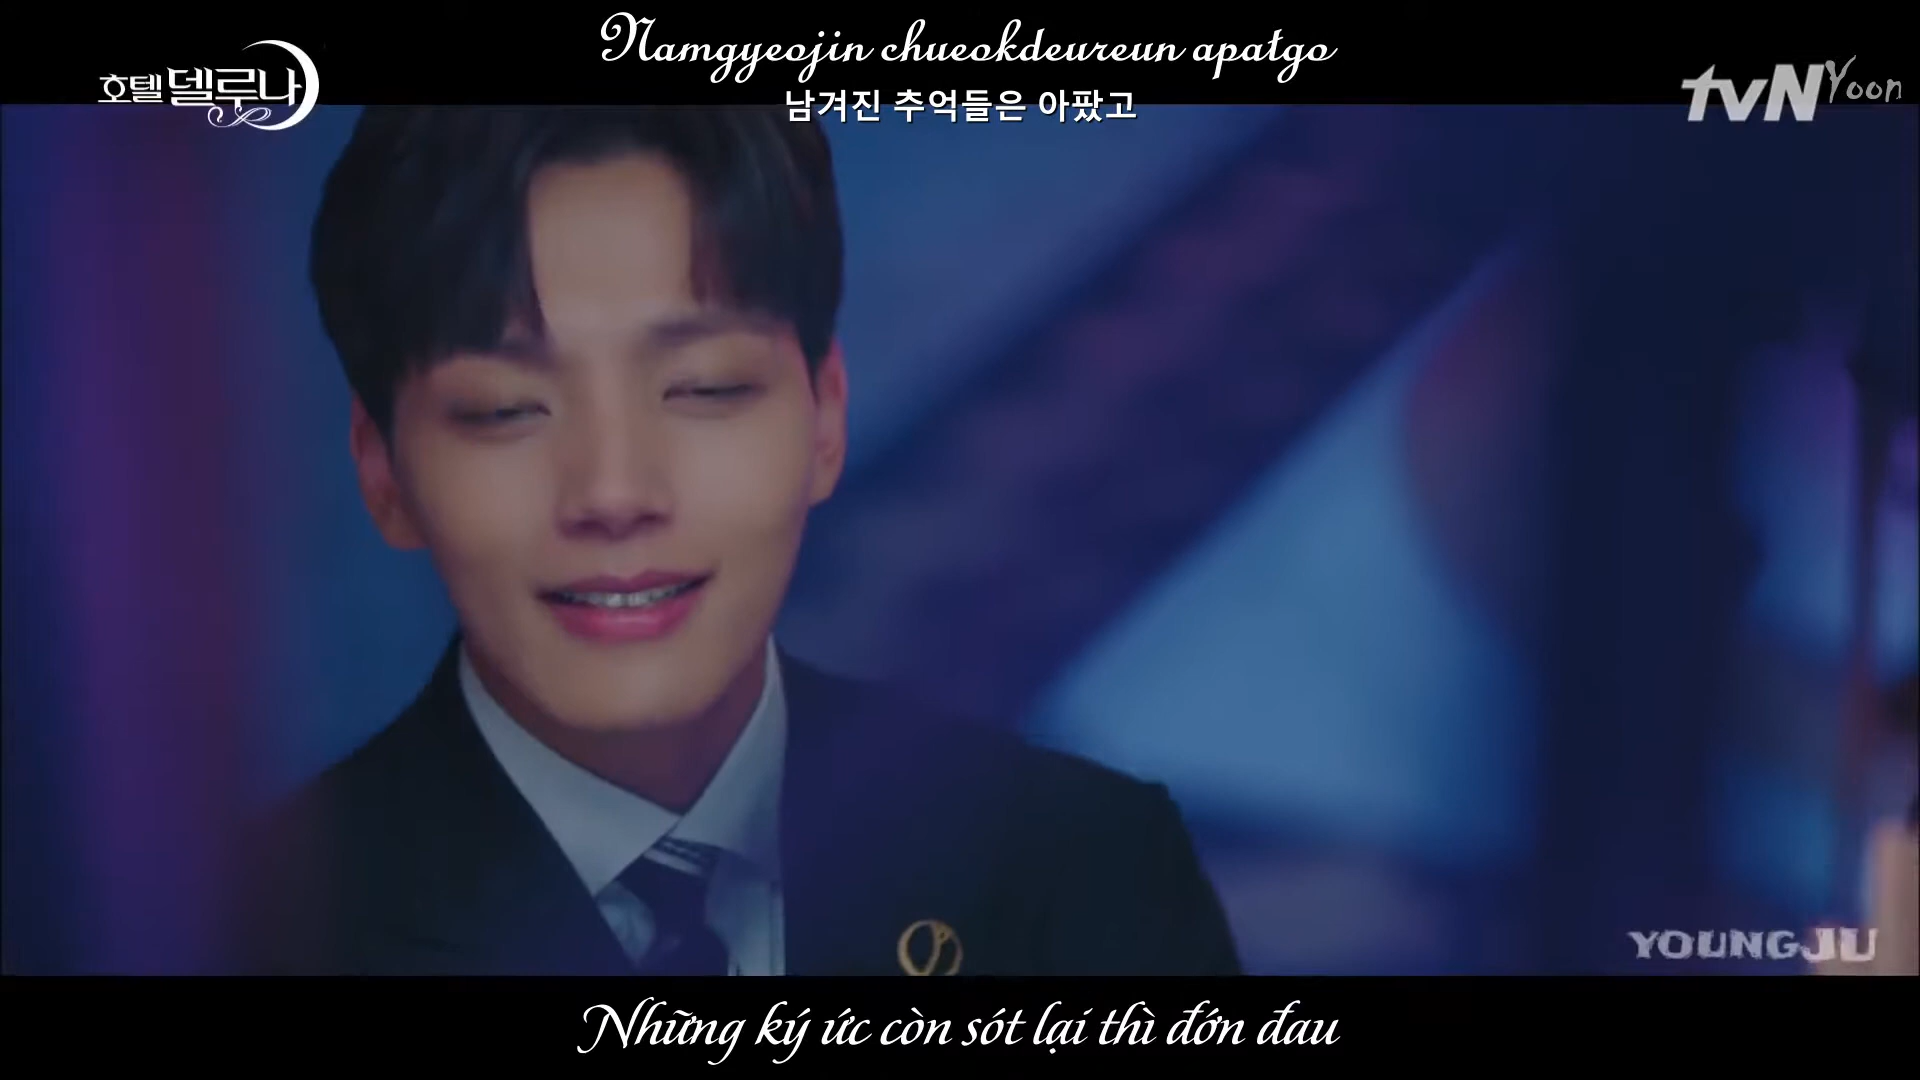 Namgyeojin chueokdeureun apatgo
호텔 델루나
tvN
Yoon
남겨진 추억들은 아팠고
YOUNGJU
Những ký ức còn sót lại thì đớn đau